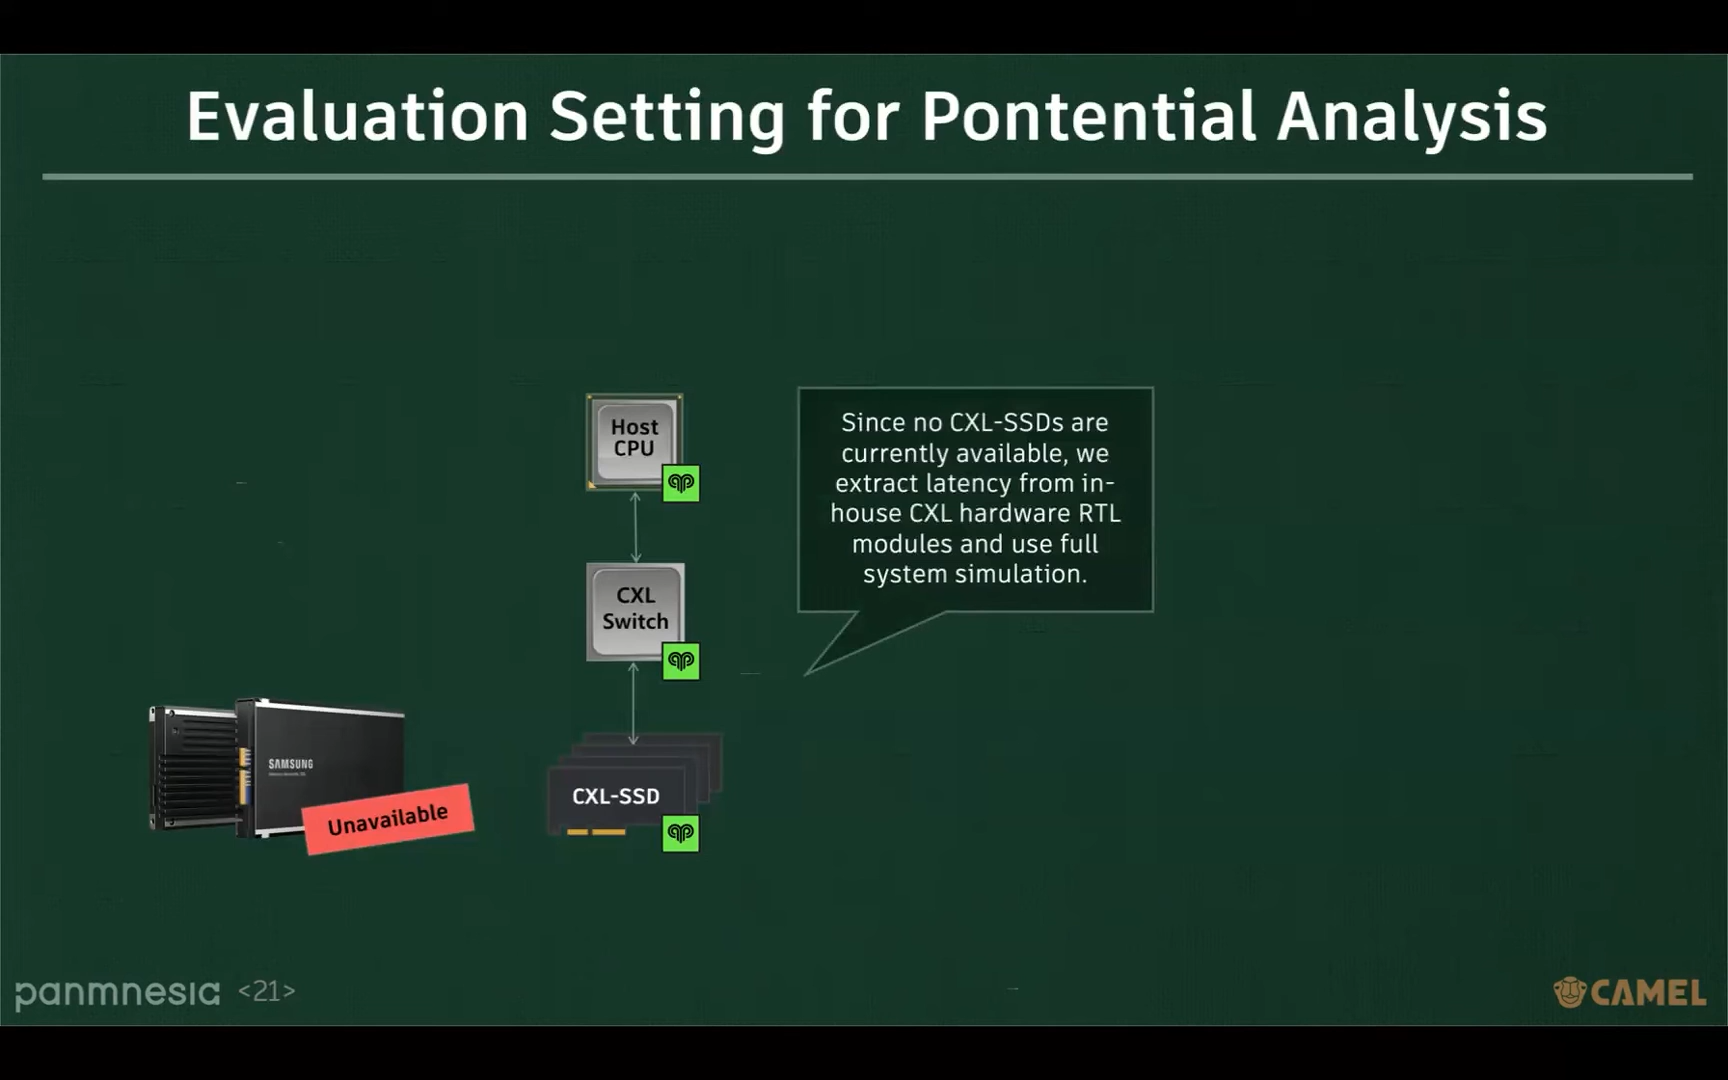 Evaluation Setting for Pontential Analysis
Host
CPU
Since no CXL-SSDs are
currently available, we
extract latency from in-
house CXL hardware RTL
modules and use full
system simulation.
CXL
Switch
SAMSUNG
Unavailable
CXL-SSD
panmnesia <21>
CAMEL